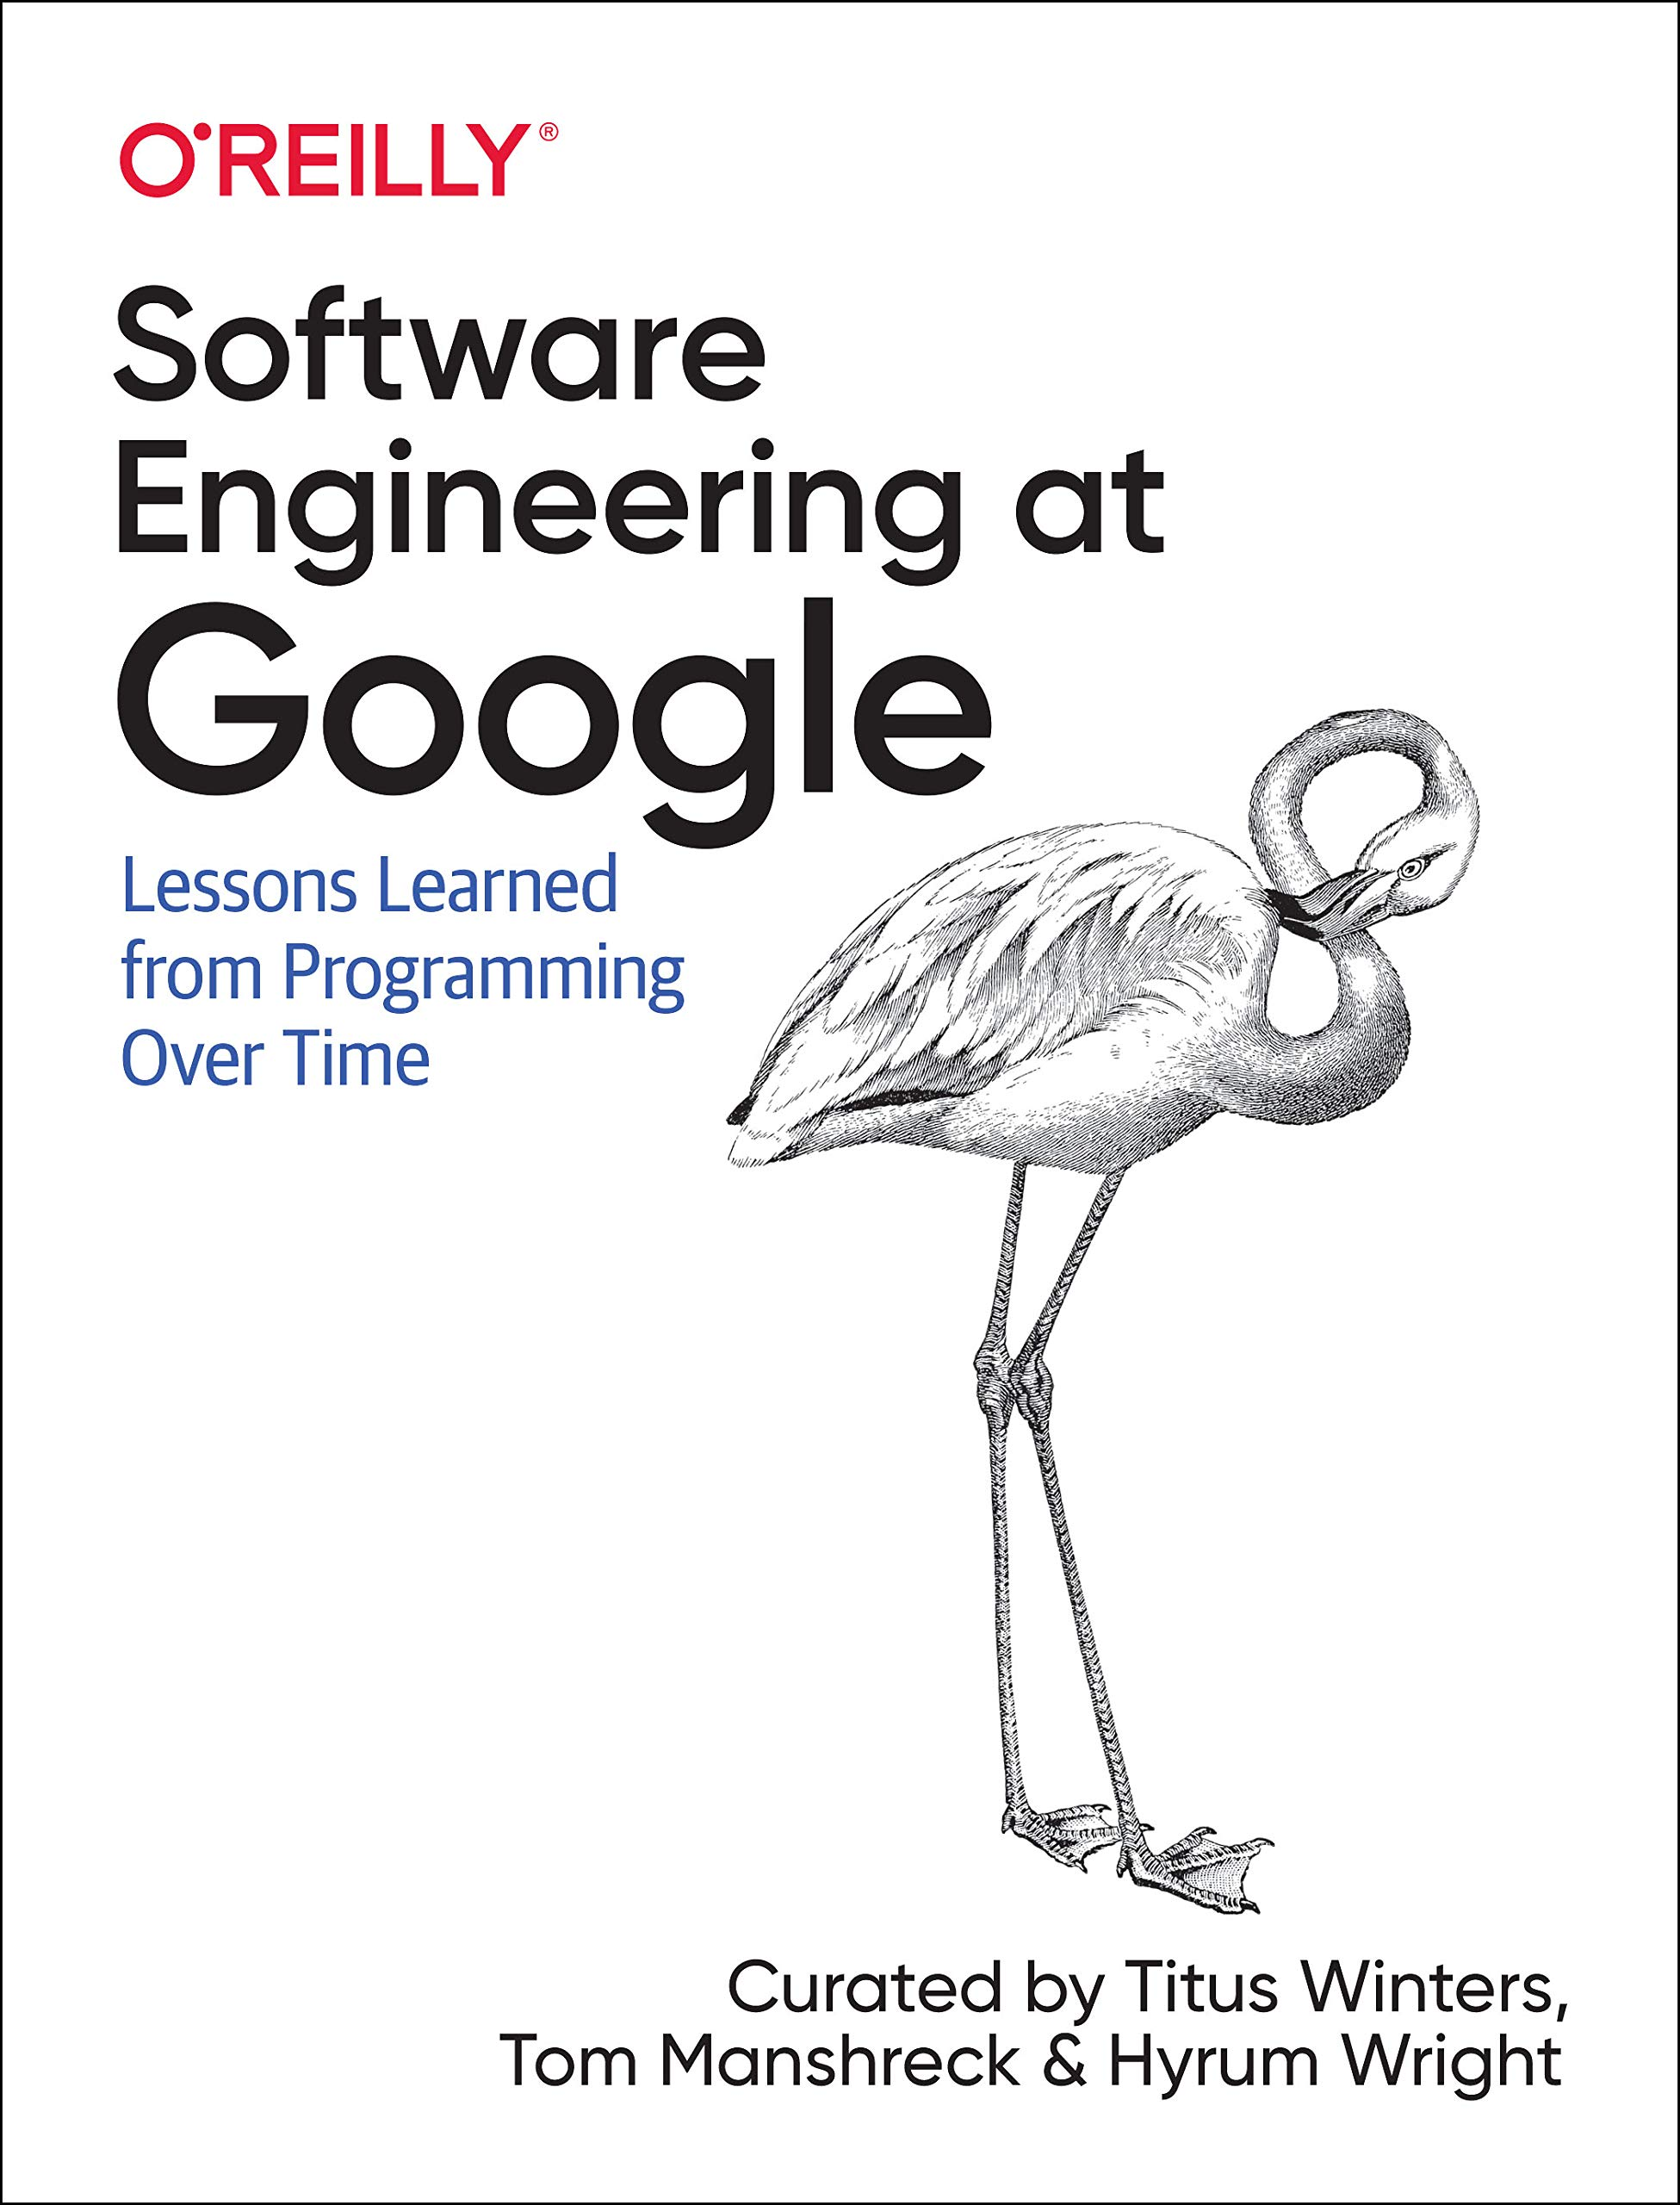 O'REILLY®
Software
Engineering at
Google
Lessons Learned
from Programming
Over Time
Curated by Titus Winters,
Tom Manshreck & Hyrum Wright